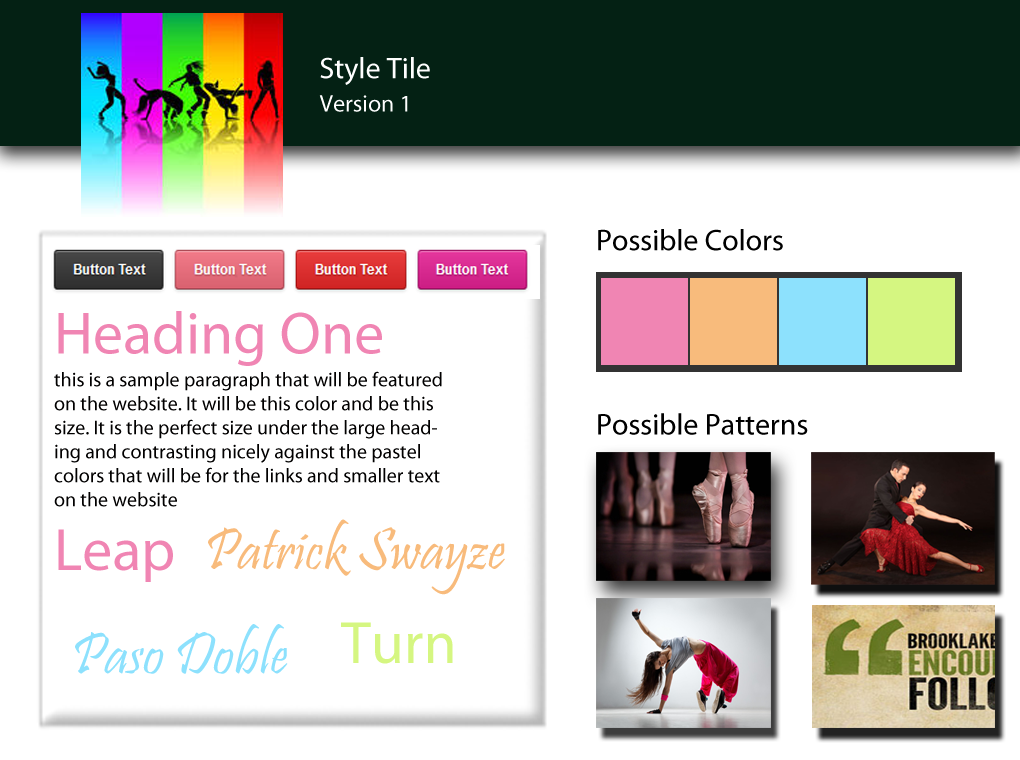 Style Tile
Version 1
Button Text
Button Text
Button Text
Button Text
Heading One
this is a sample paragraph that will be featured
on the website. It will be this color and be this
size. It is the perfect size under the large head-
ing and contrasting nicely against the pastel
colors that will be for the links and smaller text
on the website
Leap
Patrick Swayze
Paso Doble
Turn
Possible Colors
Possible Patterns
BROOKLAKE
ENCOU
FOLLO